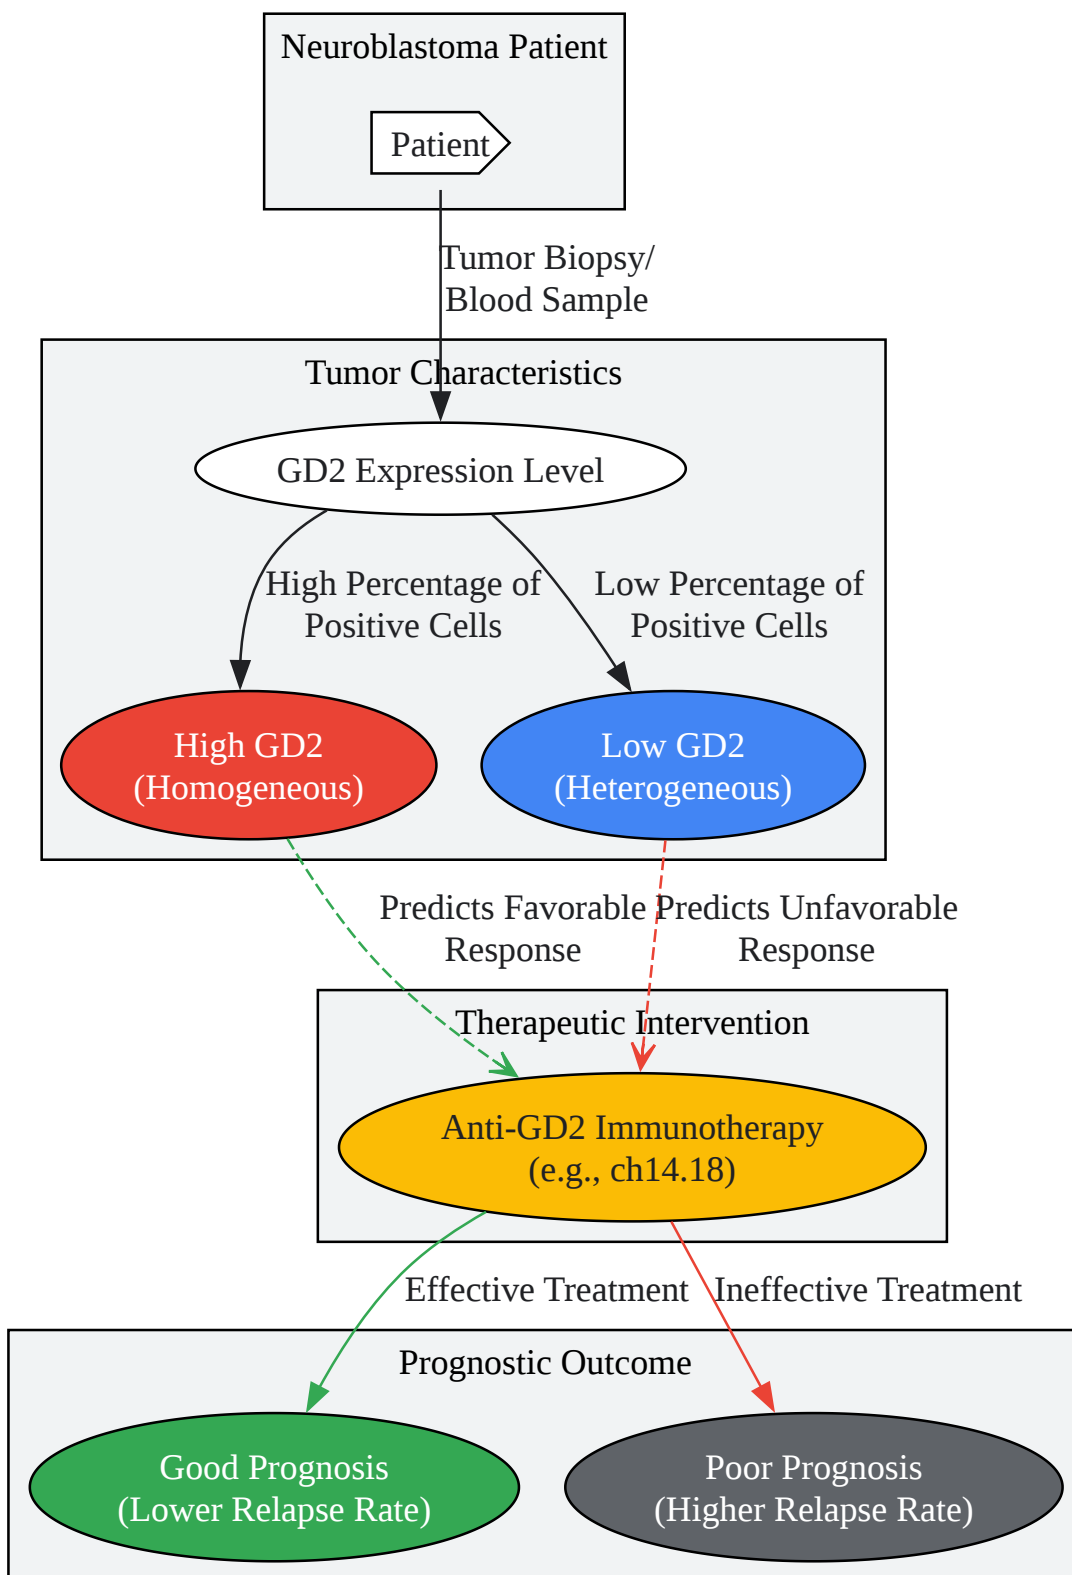 Neuroblastoma Patient
Patient
Tumor Biopsy/
Blood Sample
Tumor Characteristics
GD2 Expression Level
High Percentage of
Positive Cells
Low Percentage of
Positive Cells
High GD2
(Homogeneous)
Low GD2
(Heterogeneous)
Predicts Favorable
Response
Predicts Unfavorable
Response
Therapeutic Intervention
Anti-GD2 Immunotherapy
(e.g., ch14.18)
Effective Treatment
Ineffective Treatment
Prognostic Outcome
Good Prognosis
(Lower Relapse Rate)
Poor Prognosis
(Higher Relapse Rate)